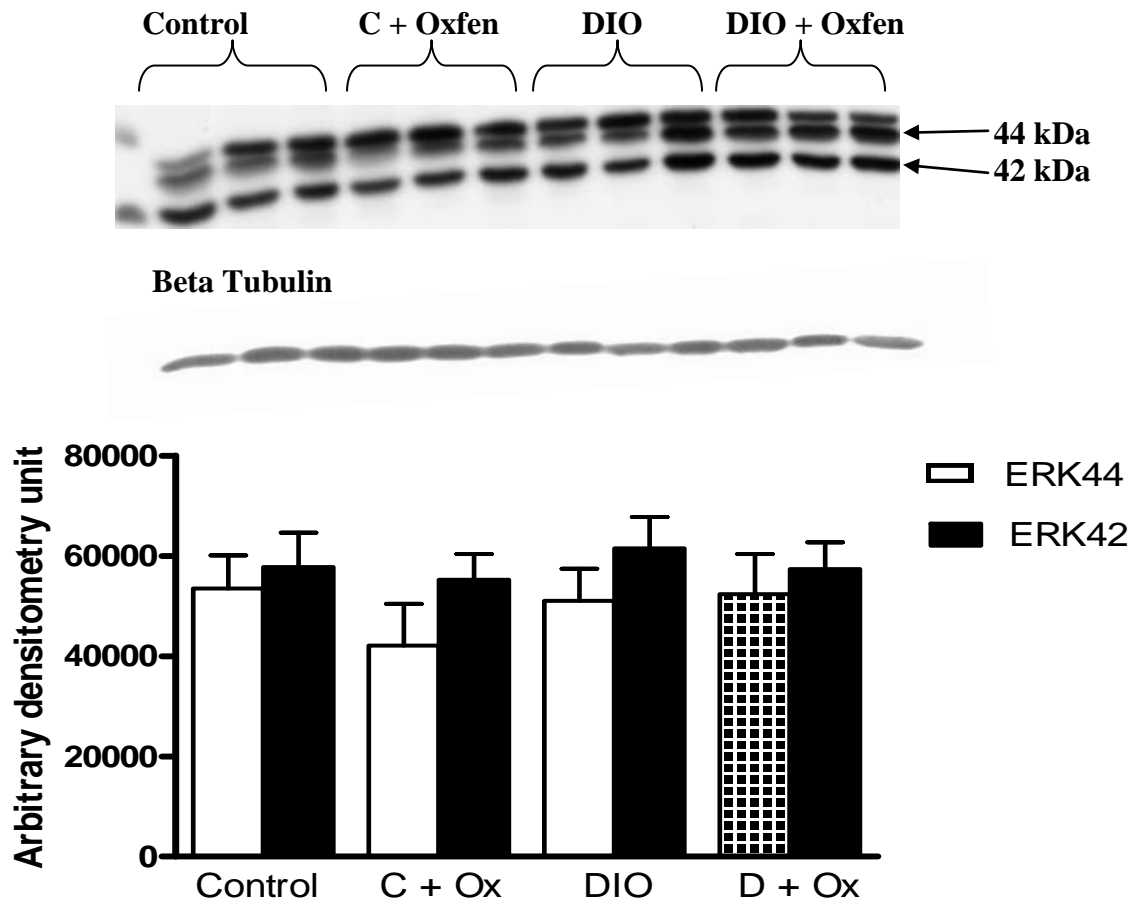 Control C + Oxfen DIO DIO + Oxfen
44 kDa
42 kDa
Beta Tubulin
Arbitrary densitometry unit
80000
60000
40000
20000
0
ERK44
ERK42
Control C + Ox DIO D + Ox